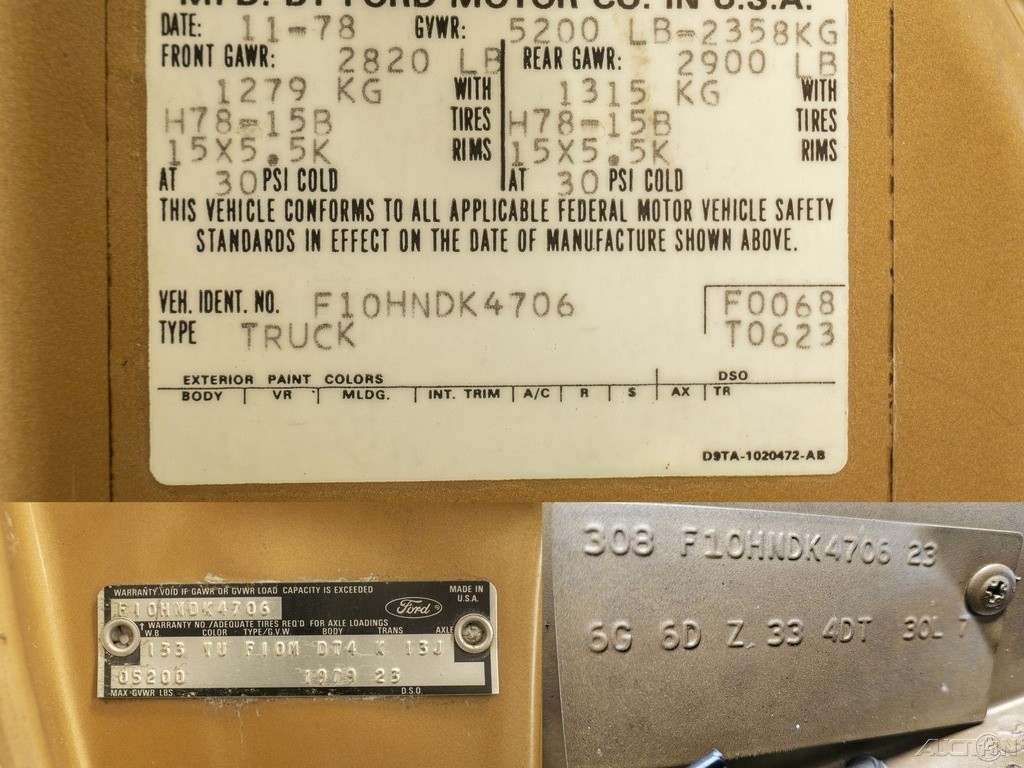 MFD. BY FORD MOTOR CO. IN U.S.A.
DATE: 11-78 GVWR: 5200 LB-2358KG
FRONT GAWR: 2820 LB REAR GAWR: 2900 LB
1279 KG WITH 1315 KG WITH
H78-15B TIRES H78-15B TIRES
15X5.5K RIMS 15X5.5K RIMS
AT 30 PSI COLD AT 30 PSI COLD
THIS VEHICLE CONFORMS TO ALL APPLICABLE FEDERAL MOTOR VEHICLE SAFETY
STANDARDS IN EFFECT ON THE DATE OF MANUFACTURE SHOWN ABOVE.
VEH. IDENT. NO. F10HNDK4706 F0068
TYPE TRUCK T0623
EXTERIOR PAINT COLORS DSO
BODY VR MLDG. INT. TRIM A/C R S AX TR
D9TA-1020472-AB
WARRANTY VOID IF GAWR OR GVWR LOAD CAPACITY IS EXCEEDED MADE IN
U.S.A.
F10HNDK4706 Ford
WARRANTY NO./ADEQUATE TIRES REQ'D FOR AXLE LOADINGS
W.B. COLOR TYPE/G.V.W. BODY TRANS AXLE
133 YU F10M DT4 K 13J
05200 1979 23
MAX GVWR LBS D.S.O
308 F10HNDK4706 23
6G 6D Z 33 4DT 30L 7
AUCTION